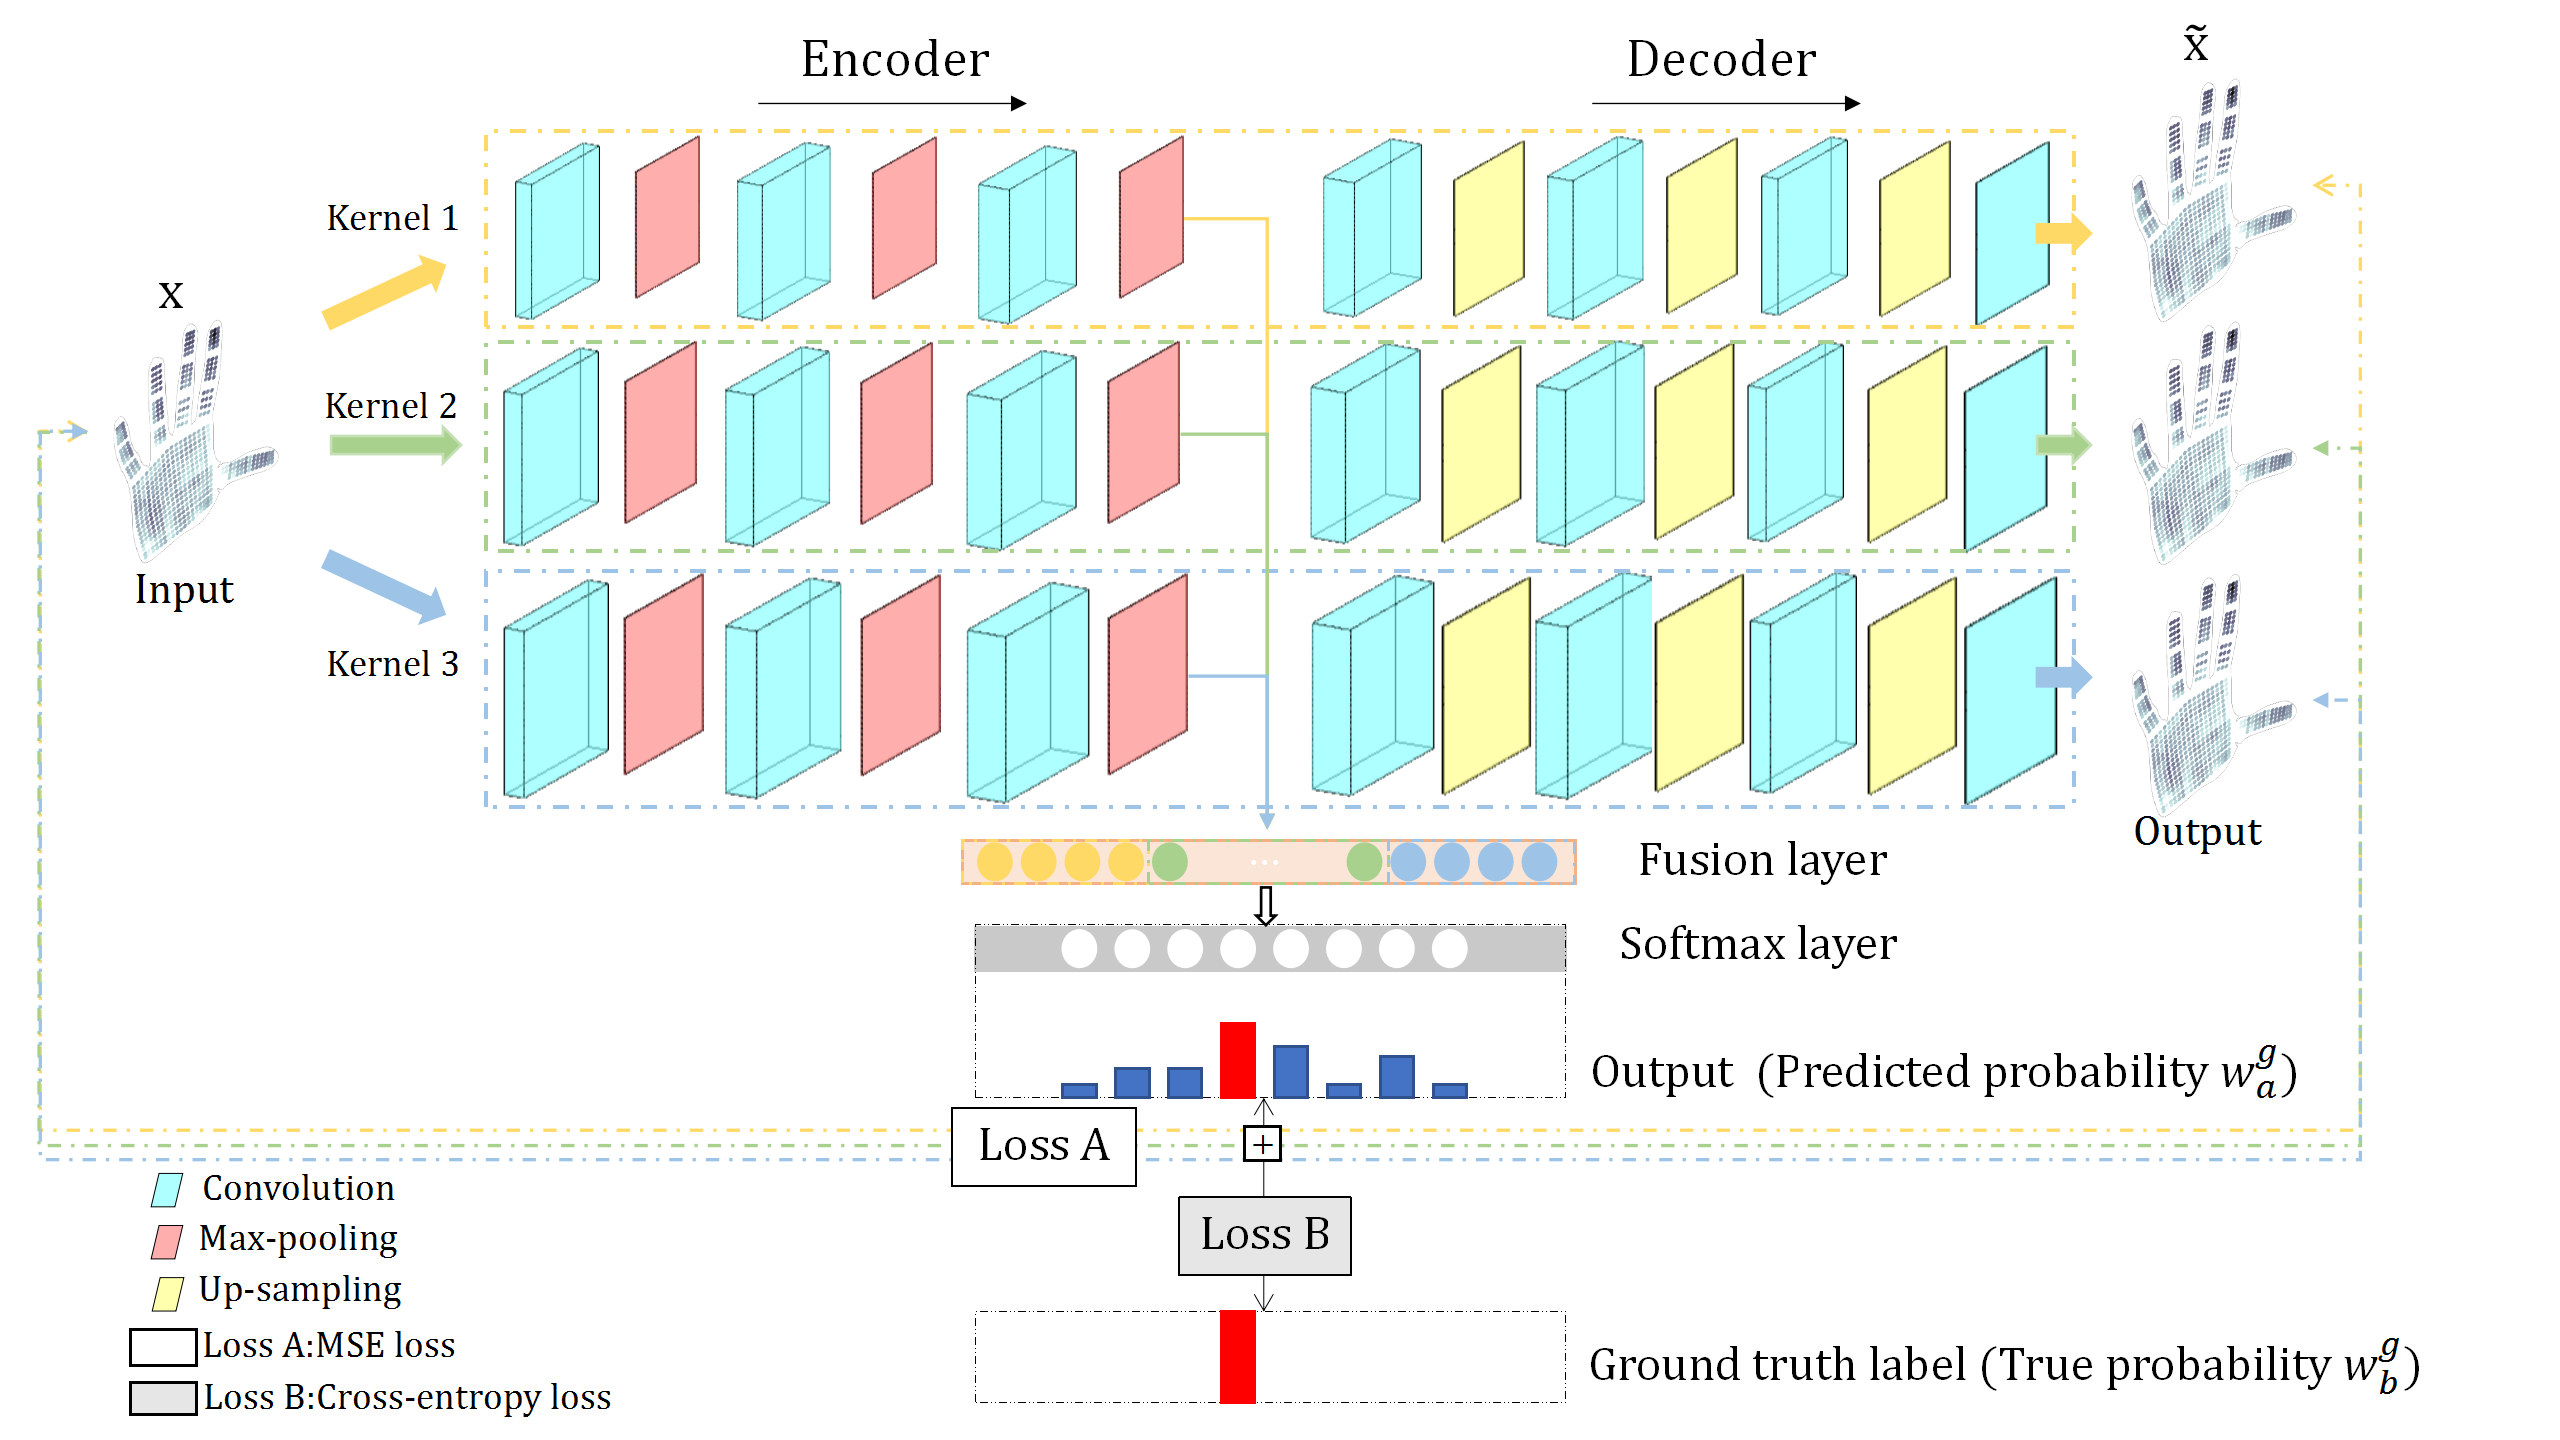 Encoder
Decoder
x̃
Kernel 1
x
Kernel 2
Input
Kernel 3
Output
Fusion layer
...
Softmax layer
Output (Predicted probability w_a^g)
Loss A
+
Convolution
Loss B
Max-pooling
Up-sampling
Loss A:MSE loss
Ground truth label (True probability w_b^g)
Loss B:Cross-entropy loss